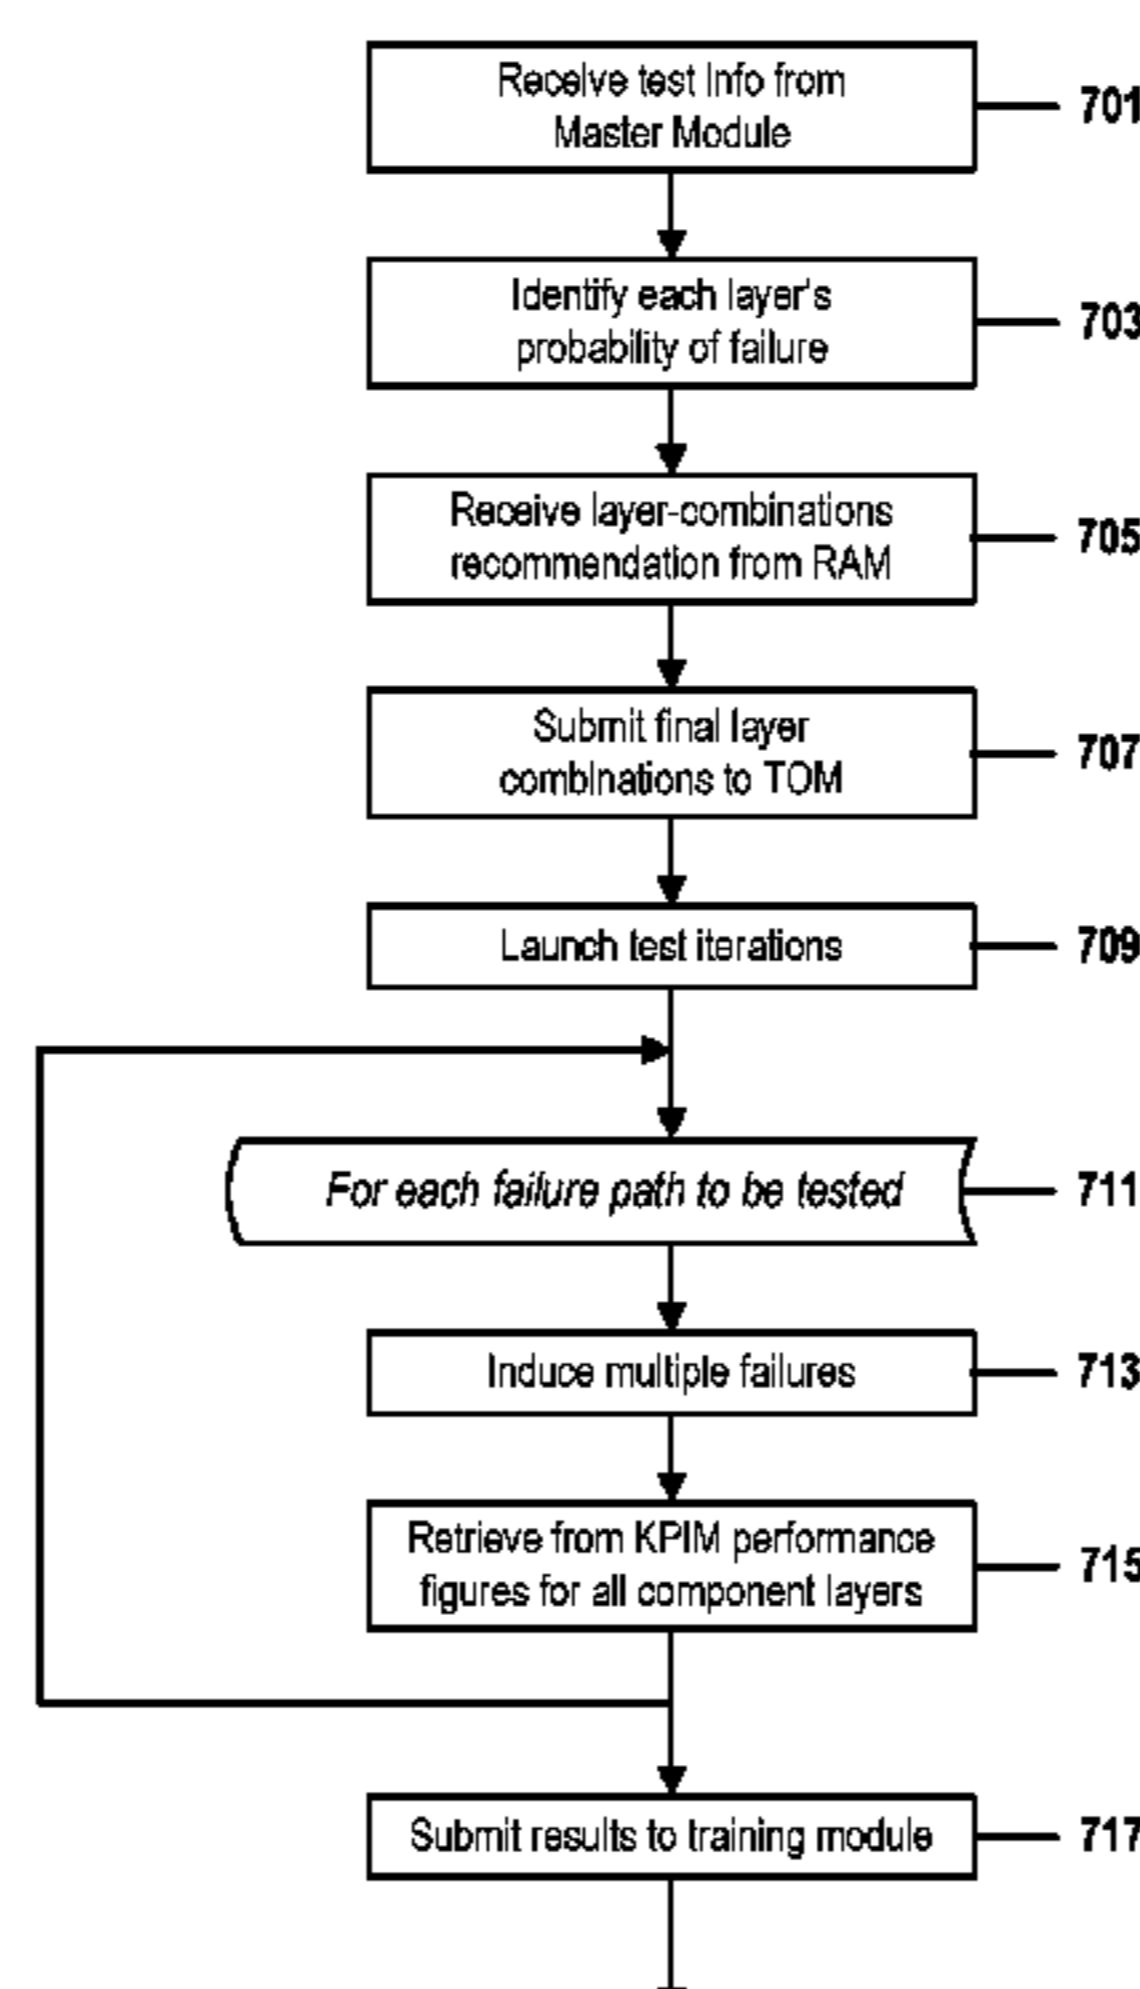 Receive test Info from
Master Module
701
Identify each layer's
probability of failure
703
Receive layer-combinations
recommendation from RAM
705
Submit final layer
combinations to TOM
707
Launch test iterations
709
For each failure path to be tested
711
Induce multiple failures
713
Retrieve from KPIM performance
figures for all component layers
715
Submit results to training module
717